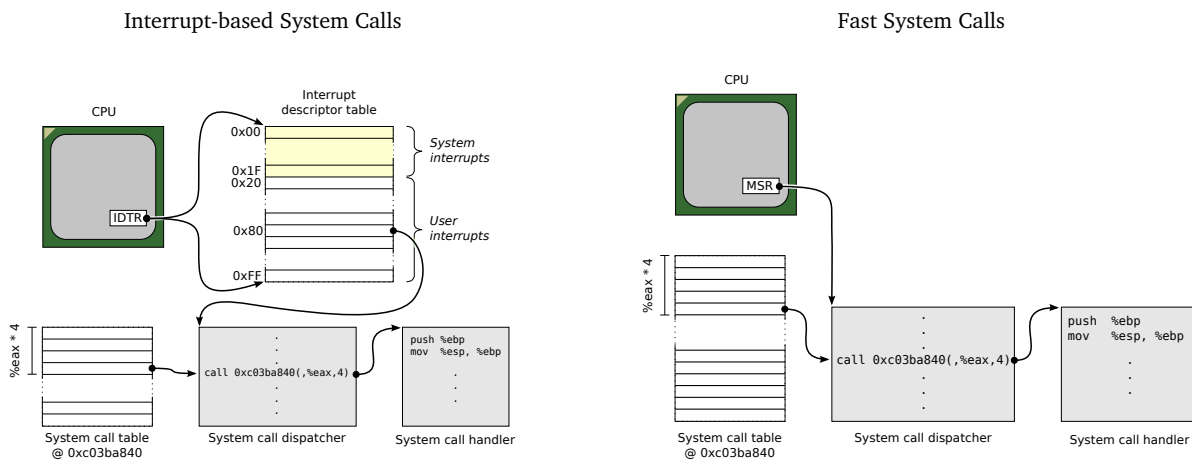 Interrupt-based System Calls
CPU
Interrupt
descriptor table
0x00
System
interrupts
0x1F
0x20
IDTR
User
interrupts
0x80
0xFF
%eax * 4
push %ebp
mov %esp, %ebp
.
.
.
.
.
.
call 0xc03ba840(,%eax,4)
.
.
.
System call table
@ 0xc03ba840
System call dispatcher
System call handler
Fast System Calls
CPU
MSR
%eax * 4
.
.
.
call 0xc03ba840(,%eax,4)
.
.
.
push %ebp
mov %esp, %ebp
.
.
.
System call table
@ 0xc03ba840
System call dispatcher
System call handler